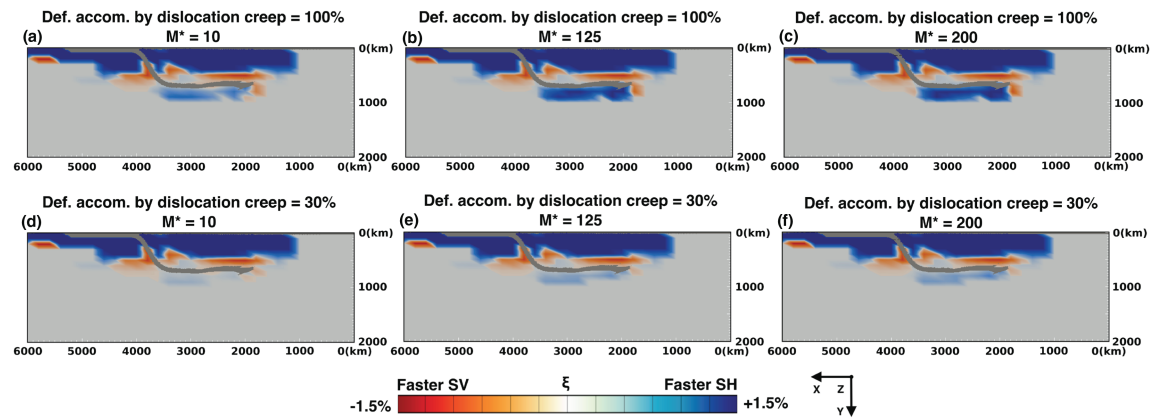 Def. accom. by dislocation creep = 100%
(a) M* = 10
0(km)
1000
2000
6000 5000 4000 3000 2000 1000 0(km)
Def. accom. by dislocation creep = 100%
(b) M* = 125
0(km)
1000
2000
6000 5000 4000 3000 2000 1000 0(km)
Def. accom. by dislocation creep = 100%
(c) M* = 200
0(km)
1000
2000
6000 5000 4000 3000 2000 1000 0(km)
Def. accom. by dislocation creep = 30%
(d) M* = 10
0(km)
1000
2000
6000 5000 4000 3000 2000 1000 0(km)
Def. accom. by dislocation creep = 30%
(e) M* = 125
0(km)
1000
2000
6000 5000 4000 3000 2000 1000 0(km)
Def. accom. by dislocation creep = 30%
(f) M* = 200
0(km)
1000
2000
6000 5000 4000 3000 2000 1000 0(km)
Faster SV ξ Faster SH
-1.5% +1.5%
X Z
Y